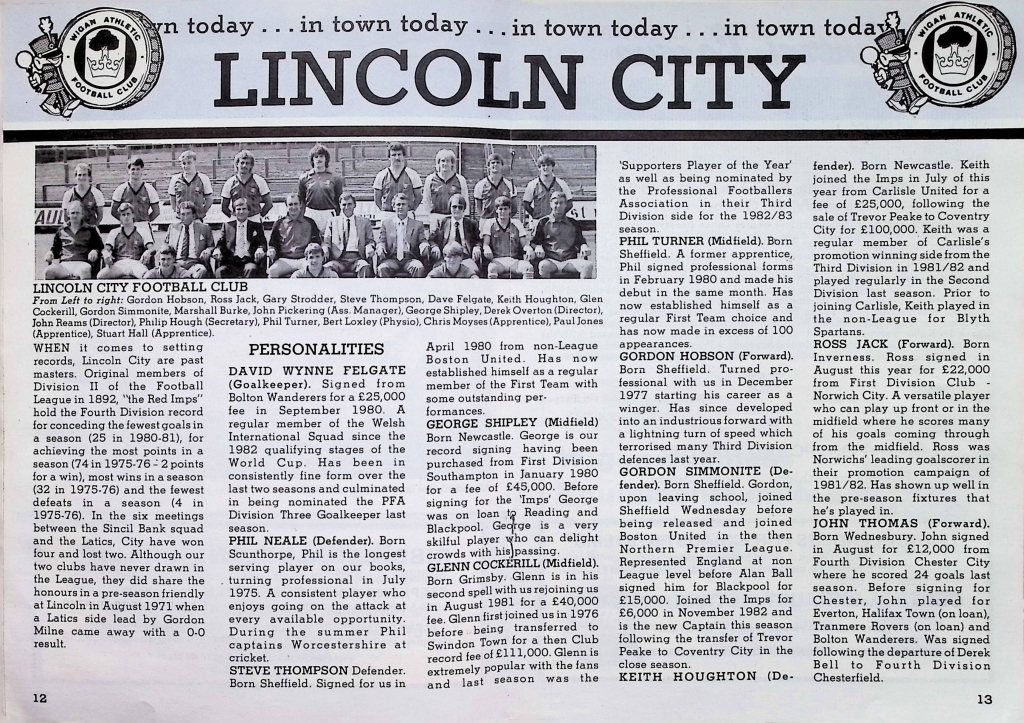 WIGAN ATHLETIC
FOOTBALL CLUB
wn today . . . in town today . . . in town today . . . in town today
WIGAN ATHLETIC
FOOTBALL CLUB
LINCOLN CITY
LINCOLN CITY FOOTBALL CLUB
From Left to right: Gordon Hobson, Ross Jack, Gary Strodder, Steve Thompson, Dave Felgate, Keith Houghton, Glen
Cockerill, Gordon Simmonite, Marshall Burke, John Pickering (Ass. Manager), George Shipley, Derek Overton (Director),
John Reams (Director), Philip Hough (Secretary), Phil Turner, Bert Loxley (Physio), Chris Moyses (Apprentice), Paul Jones
(Apprentice), Stuart Hall (Apprentice).
WHEN it comes to setting
records, Lincoln City are past
masters. Original members of
Division II of the Football
League in 1892, "the Red Imps"
hold the Fourth Division record
for conceding the fewest goals in
a season (25 in 1980-81), for
achieving the most points in a
season (74 in 1975-76 - 2 points
for a win), most wins in a season
(32 in 1975-76) and the fewest
defeats in a season (4 in
1975-76). In the six meetings
between the Sincil Bank squad
and the Latics, City have won
four and lost two. Although our
two clubs have never drawn in
the League, they did share the
honours in a pre-season friendly
at Lincoln in August 1971 when
a Latics side lead by Gordon
Milne came away with a 0-0
result.
PERSONALITIES
DAVID WYNNE FELGATE
(Goalkeeper). Signed from
Bolton Wanderers for a £25,000
fee in September 1980. A
regular member of the Welsh
International Squad since the
1982 qualifying stages of the
World Cup. Has been in
consistently fine form over the
last two seasons and culminated
in being nominated the PFA
Division Three Goalkeeper last
season.
PHIL NEALE (Defender). Born
Scunthorpe, Phil is the longest
serving player on our books,
turning professional in July
1975. A consistent player who
enjoys going on the attack at
every available opportunity.
During the summer Phil
captains Worcestershire at
cricket.
STEVE THOMPSON Defender.
Born Sheffield. Signed for us in
April 1980 from non-League
Boston United. Has now
established himself as a regular
member of the First Team with
some outstanding per-
formances.
GEORGE SHIPLEY (Midfield)
Born Newcastle. George is our
record signing having been
purchased from First Division
Southampton in January 1980
for a fee of £45,000. Before
signing for the 'Imps' George
was on loan to Reading and
Blackpool. George is a very
skilful player who can delight
crowds with his passing.
GLENN COCKERILL (Midfield).
Born Grimsby. Glenn is in his
second spell with us rejoining us
in August 1981 for a £40,000
fee. Glenn first joined us in 1976
before being transferred to
Swindon Town for a then Club
record fee of £111,000. Glenn is
extremely popular with the fans
and last season was the
'Supporters Player of the Year'
as well as being nominated by
the Professional Footballers
Association in their Third
Division side for the 1982/83
season.
PHIL TURNER (Midfield). Born
Sheffield. A former apprentice,
Phil signed professional forms
in February 1980 and made his
debut in the same month. Has
now established himself as a
regular First Team choice and
has now made in excess of 100
appearances.
GORDON HOBSON (Forward).
Born Sheffield. Turned pro-
fessional with us in December
1977 starting his career as a
winger. Has since developed
into an industrious forward with
a lightning turn of speed which
terrorised many Third Division
defences last year.
GORDON SIMMONITE (De-
fender). Born Sheffield. Gordon,
upon leaving school, joined
Sheffield Wednesday before
being released and joined
Boston United in the then
Northern Premier League.
Represented England at non
League level before Alan Ball
signed him for Blackpool for
£15,000. Joined the Imps for
£6,000 in November 1982 and
is the new Captain this season
following the transfer of Trevor
Peake to Coventry City in the
close season.
KEITH HOUGHTON (De-
fender). Born Newcastle. Keith
joined the Imps in July of this
year from Carlisle United for a
£25,000, following the
sale of Trevor Peake to Coventry
City for £100,000. Keith was a
regular member of Carlisle's
promotion winning side from the
Third Division in 1981/82 and
played regularly in the Second
Division last season. Prior to
joining Carlisle, Keith played in
the non-League for Blyth
Spartans.
ROSS JACK (Forward). Born
Inverness. Ross signed in
August this year for £22,000
from First Division Club -
Norwich City. A versatile player
who can play up front or in the
midfield where he scores many
of his goals coming through
from the midfield. Ross was
Norwichs' leading goalscorer in
their promotion campaign of
1981/82. Has shown up well in
the pre-season fixtures that
he's played in.
JOHN THOMAS (Forward).
Born Wednesbury. John signed
in August for £12,000 from
Fourth Division Chester City
where he scored 24 goals last
season. Before signing for
Chester, John played for
Everton, Halifax Town (on loan),
Tranmere Rovers (on loan) and
Bolton Wanderers. Was signed
following the departure of Derek
Bell to Fourth Division
Chesterfield.
12
13